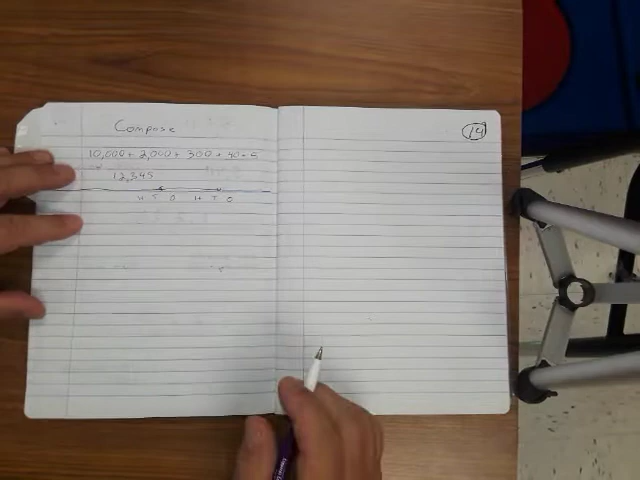 Compose
14
10,000 + 2,000 + 300 + 40 + 5
12,345
H T O H T O